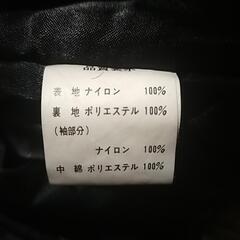 表 地 ナイロン 100%
裏 地 ポリエステル 100%
(袖部分)
ナイロン 100%
中 綿 ポリエステル 100%